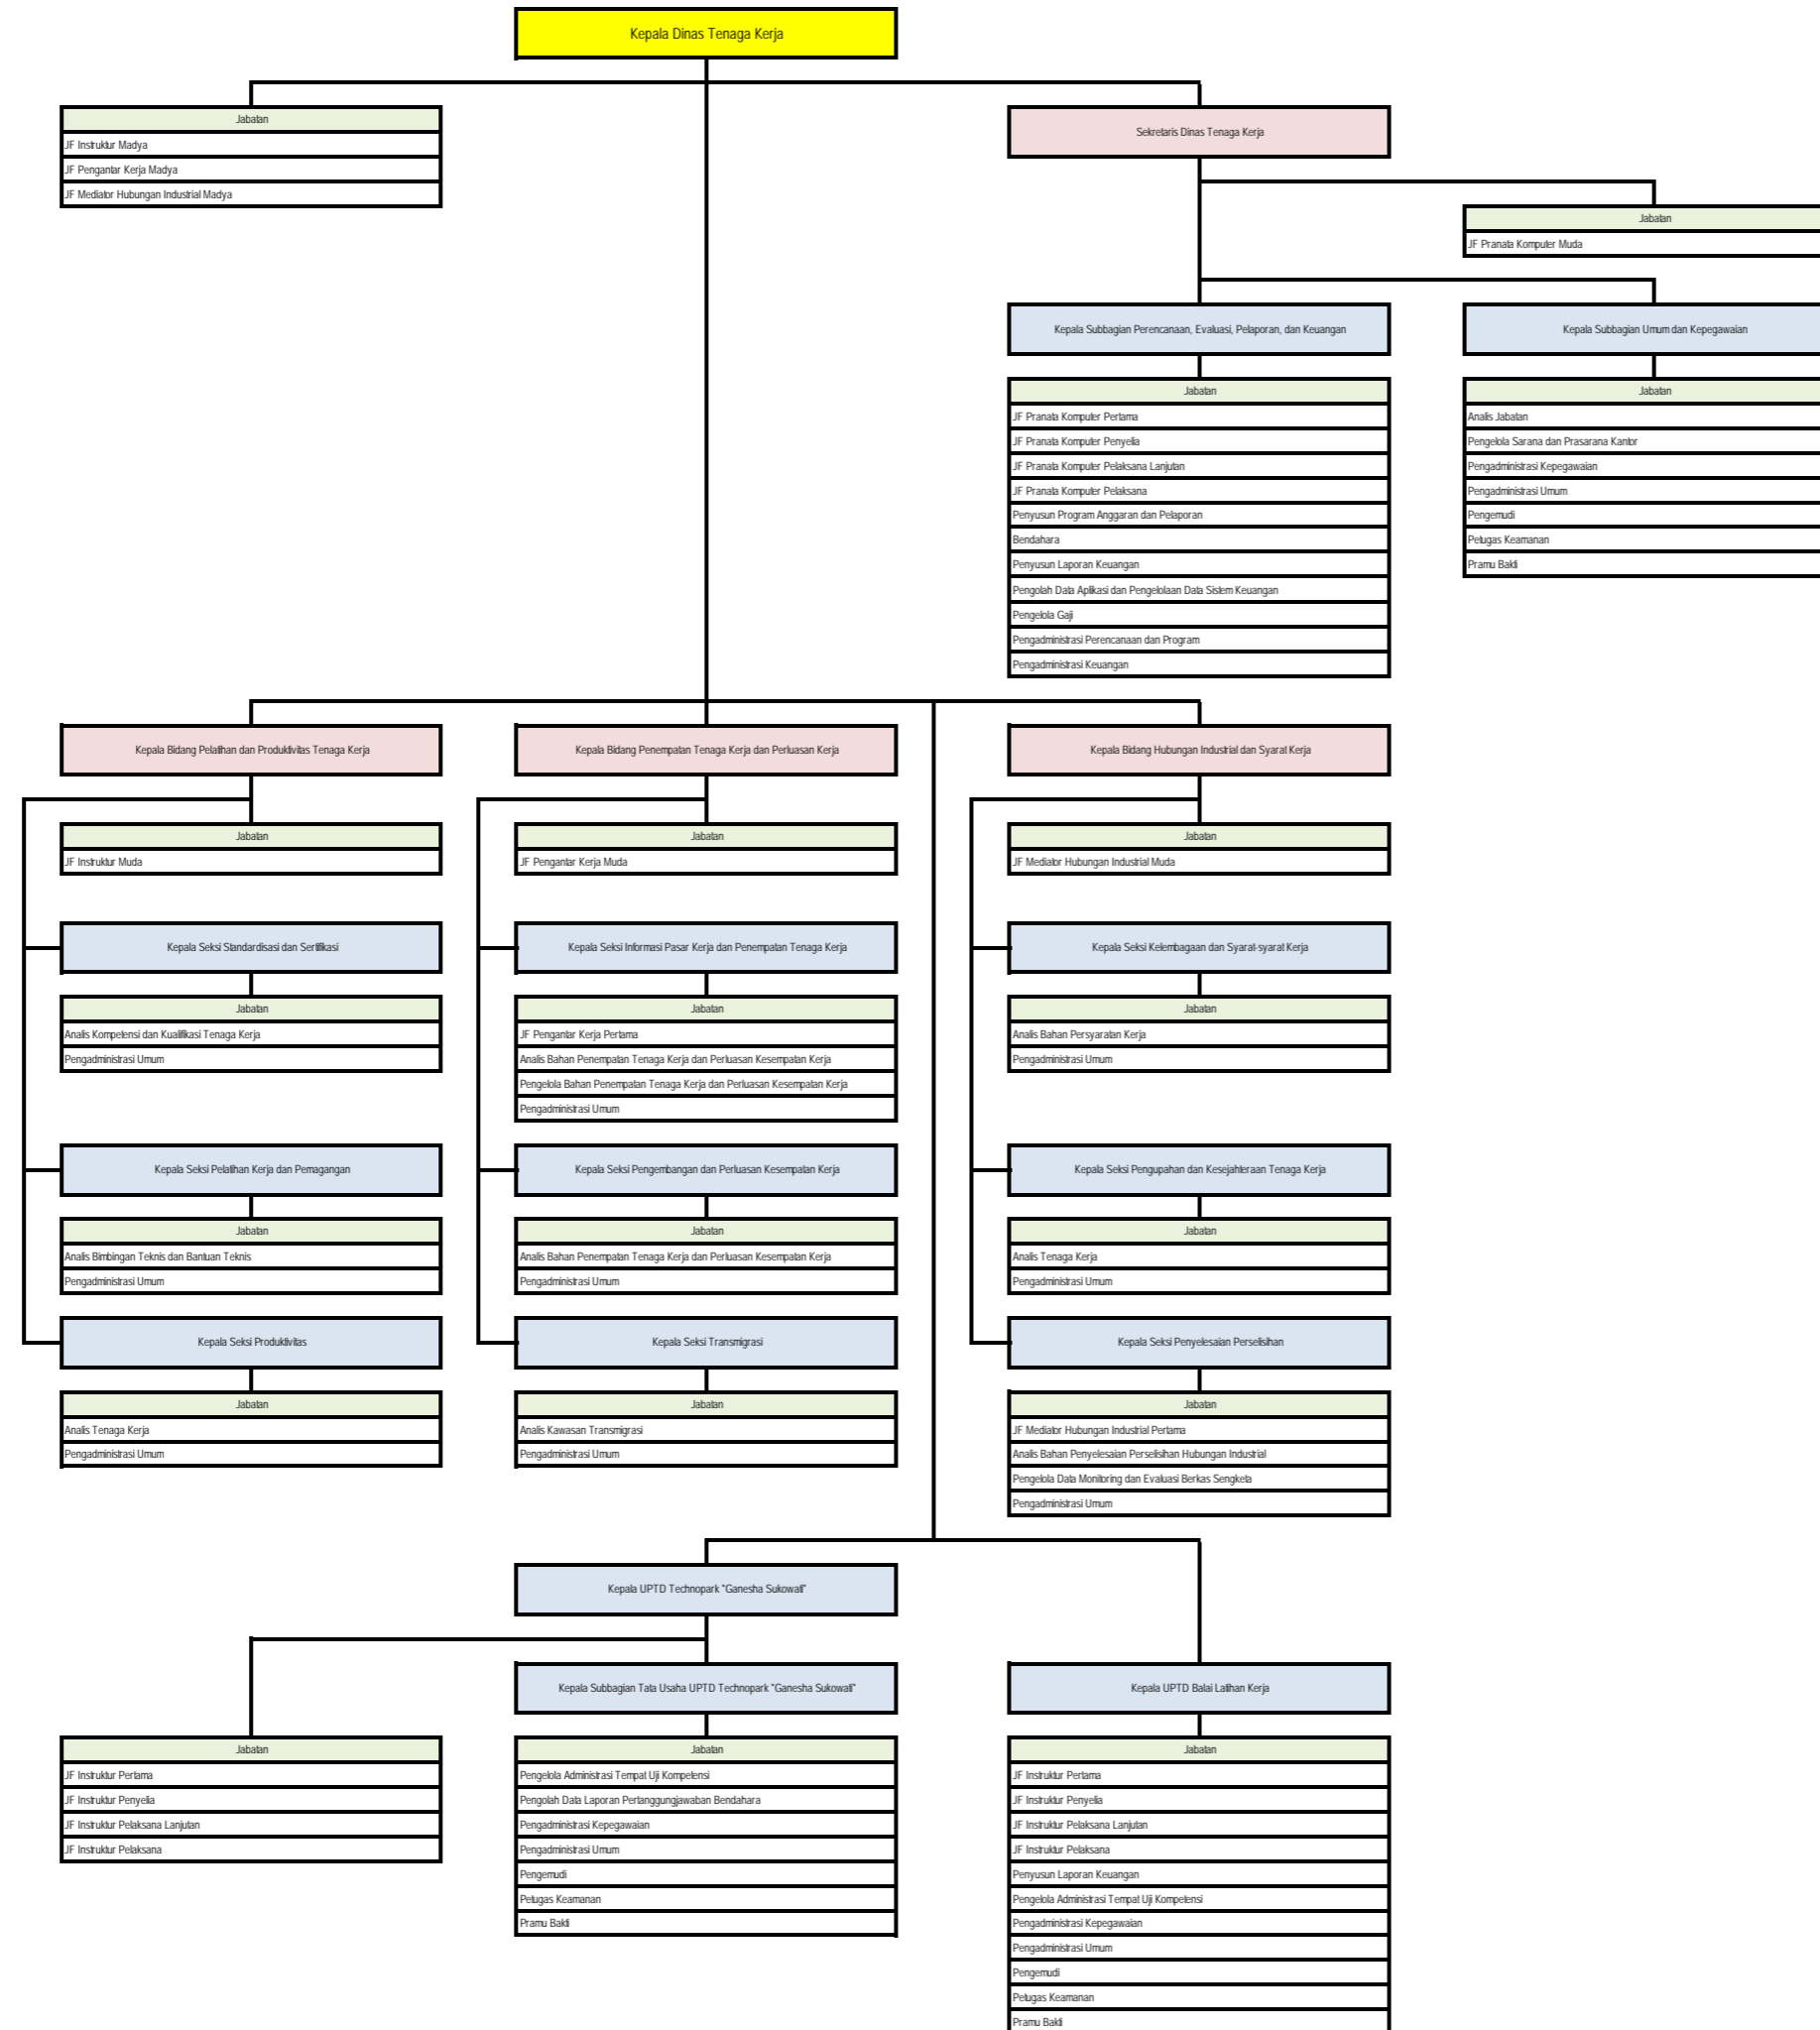 Kepala Dinas Tenaga Kerja
Jabatan
JF Instruktur Madya
JF Pengantar Kerja Madya
JF Mediator Hubungan Industrial Madya
Sekretaris Dinas Tenaga Kerja
Jabatan
JF Pranata Komputer Muda
Kepala Subbagian Perencanaan, Evaluasi, Pelaporan, dan Keuangan
Jabatan
JF Pranata Komputer Pertama
JF Pranata Komputer Penyelia
JF Pranata Komputer Pelaksana Lanjutan
JF Pranata Komputer Pelaksana
Penyusun Program Anggaran dan Pelaporan
Bendahara
Penyusun Laporan Keuangan
Pengolah Data Aplikasi dan Pengelolaan Data Sistem Keuangan
Pengelola Gaji
Pengadministrasi Perencanaan dan Program
Pengadministrasi Keuangan
Kepala Subbagian Umum dan Kepegawaian
Jabatan
Analis Jabatan
Pengelola Sarana dan Prasarana Kantor
Pengadministrasi Kepegawaian
Pengadministrasi Umum
Pengemudi
Petugas Keamanan
Pramu Bakti
Kepala Bidang Pelatihan dan Produktivitas Tenaga Kerja
Jabatan
JF Instruktur Muda
Kepala Seksi Standardisasi dan Sertifikasi
Jabatan
Analis Kompetensi dan Kualifikasi Tenaga Kerja
Pengadministrasi Umum
Kepala Seksi Pelatihan Kerja dan Pemagangan
Jabatan
Analis Bimbingan Teknis dan Bantuan Teknis
Pengadministrasi Umum
Kepala Seksi Produktivitas
Jabatan
Analis Tenaga Kerja
Pengadministrasi Umum
Kepala Bidang Penempatan Tenaga Kerja dan Perluasan Kerja
Jabatan
JF Pengantar Kerja Muda
Kepala Seksi Informasi Pasar Kerja dan Penempatan Tenaga Kerja
Jabatan
JF Pengantar Kerja Pertama
Analis Bahan Penempatan Tenaga Kerja dan Perluasan Kesempatan Kerja
Pengelola Bahan Penempatan Tenaga Kerja dan Perluasan Kesempatan Kerja
Pengadministrasi Umum
Kepala Seksi Pengembangan dan Perluasan Kesempatan Kerja
Jabatan
Analis Bahan Penempatan Tenaga Kerja dan Perluasan Kesempatan Kerja
Pengadministrasi Umum
Kepala Seksi Transmigrasi
Jabatan
Analis Kawasan Transmigrasi
Pengadministrasi Umum
Kepala Bidang Hubungan Industrial dan Syarat Kerja
Jabatan
JF Mediator Hubungan Industrial Muda
Kepala Seksi Kelembagaan dan Syarat-syarat Kerja
Jabatan
Analis Bahan Persyaratan Kerja
Pengadministrasi Umum
Kepala Seksi Pengupahan dan Kesejahteraan Tenaga Kerja
Jabatan
Analis Tenaga Kerja
Pengadministrasi Umum
Kepala Seksi Penyelesaian Perselisihan
Jabatan
JF Mediator Hubungan Industrial Pertama
Analis Bahan Penyelesaian Perselisihan Hubungan Industrial
Pengelola Data Monitoring dan Evaluasi Berkas Sengketa
Pengadministrasi Umum
Kepala UPTD Technopark "Ganesha Sukowati"
Jabatan
JF Instruktur Pertama
JF Instruktur Penyelia
JF Instruktur Pelaksana Lanjutan
JF Instruktur Pelaksana
Kepala Subbagian Tata Usaha UPTD Technopark "Ganesha Sukowati"
Jabatan
Pengelola Administrasi Tempat Uji Kompetensi
Pengolah Data Laporan Pertanggungjawaban Bendahara
Pengadministrasi Kepegawaian
Pengadministrasi Umum
Pengemudi
Petugas Keamanan
Pramu Bakti
Kepala UPTD Balai Latihan Kerja
Jabatan
JF Instruktur Pertama
JF Instruktur Penyelia
JF Instruktur Pelaksana Lanjutan
JF Instruktur Pelaksana
Penyusun Laporan Keuangan
Pengelola Administrasi Tempat Uji Kompetensi
Pengadministrasi Kepegawaian
Pengadministrasi Umum
Pengemudi
Petugas Keamanan
Pramu Bakti